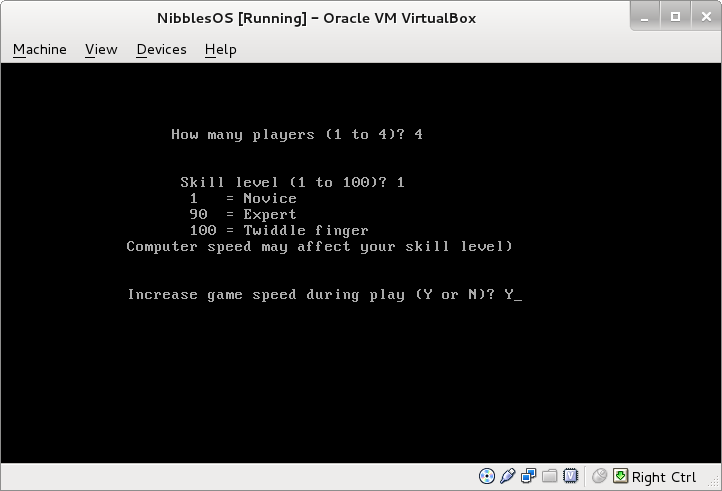 NibblesOS [Running] - Oracle VM VirtualBox
Machine View Devices Help
How many players (1 to 4)? 4
Skill level (1 to 100)? 1
1 = Novice
90 = Expert
100 = Twiddle finger
Computer speed may affect your skill level)
Increase game speed during play (Y or N)? Y_
Right Ctrl